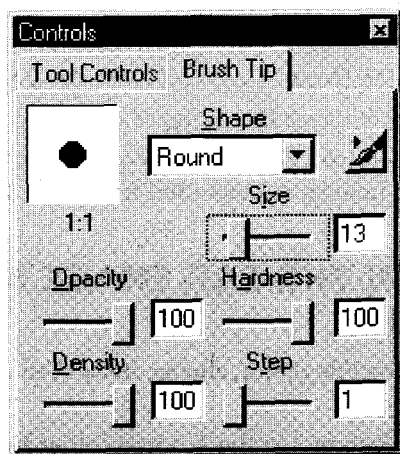 Controls
Tool Controls Brush Tip
Shape
Round
1:1
Size
13
Opacity Hardness
100 100
Density Step
100 1